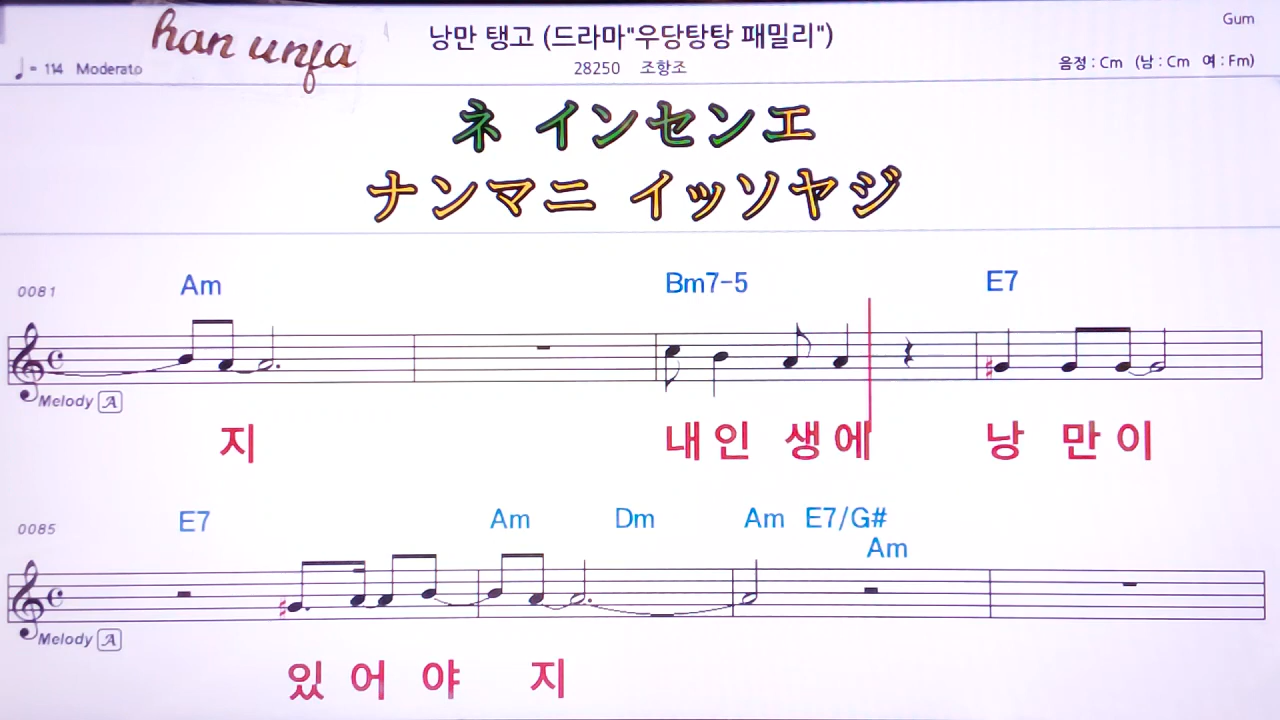 han unfa
낭만 탱고 (드라마"우당탕탕 패밀리")
Gum
♩= 114 Moderato
28250 조항조
음정 : Cm (남 : Cm 여 : Fm)
ネ インセンエ
ナンマニ イッソヤジ
0081 Am Bm7-5 E7
Melody A
지 내 인 생 에 낭 만 이
0085 E7 Am Dm Am E7/G#
Am
Melody A
있 어 야 지